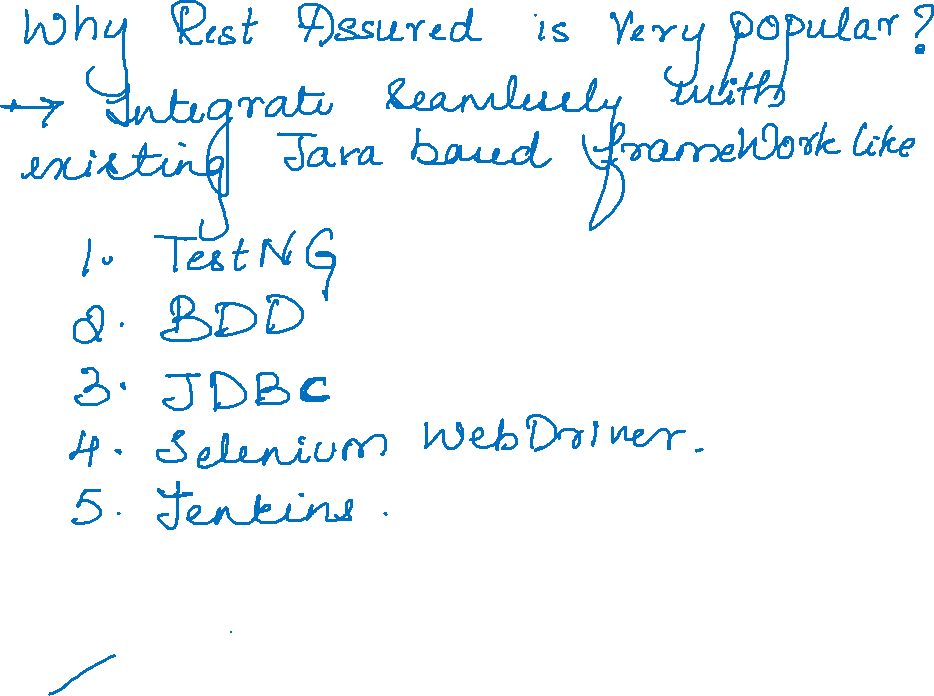 Why Rest Assured is Very popular?
→ Integrate Seamlessly with
existing Java based frameWork like
1. TestNG
2. BDD
3. JDBC
4. Selenium WebDriver.
5. Jenkins.